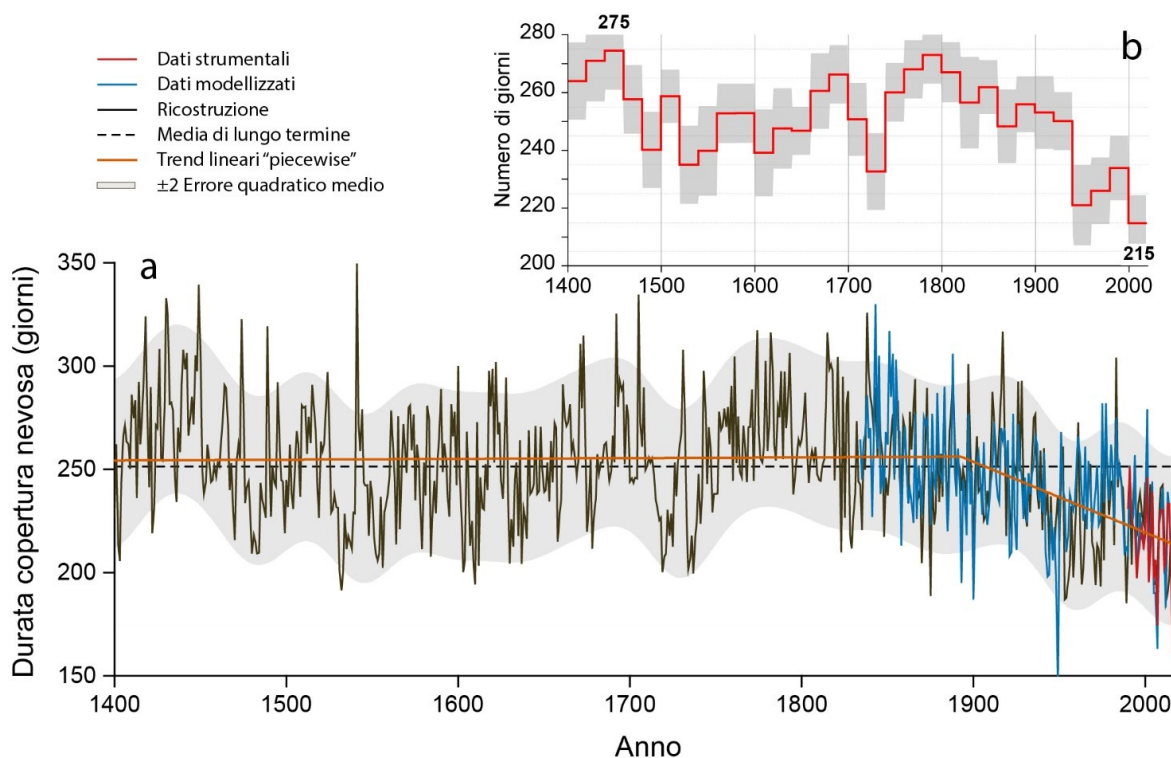 Dati strumentali
Dati modellizzati
Ricostruzione
Media di lungo termine
Trend lineari “piecewise”
±2 Errore quadratico medio
b
275
215
Numero di giorni
280
260
240
220
200
1400 1500 1600 1700 1800 1900 2000
a
Durata copertura nevosa (giorni)
350
300
250
200
150
1400 1500 1600 1700 1800 1900 2000
Anno